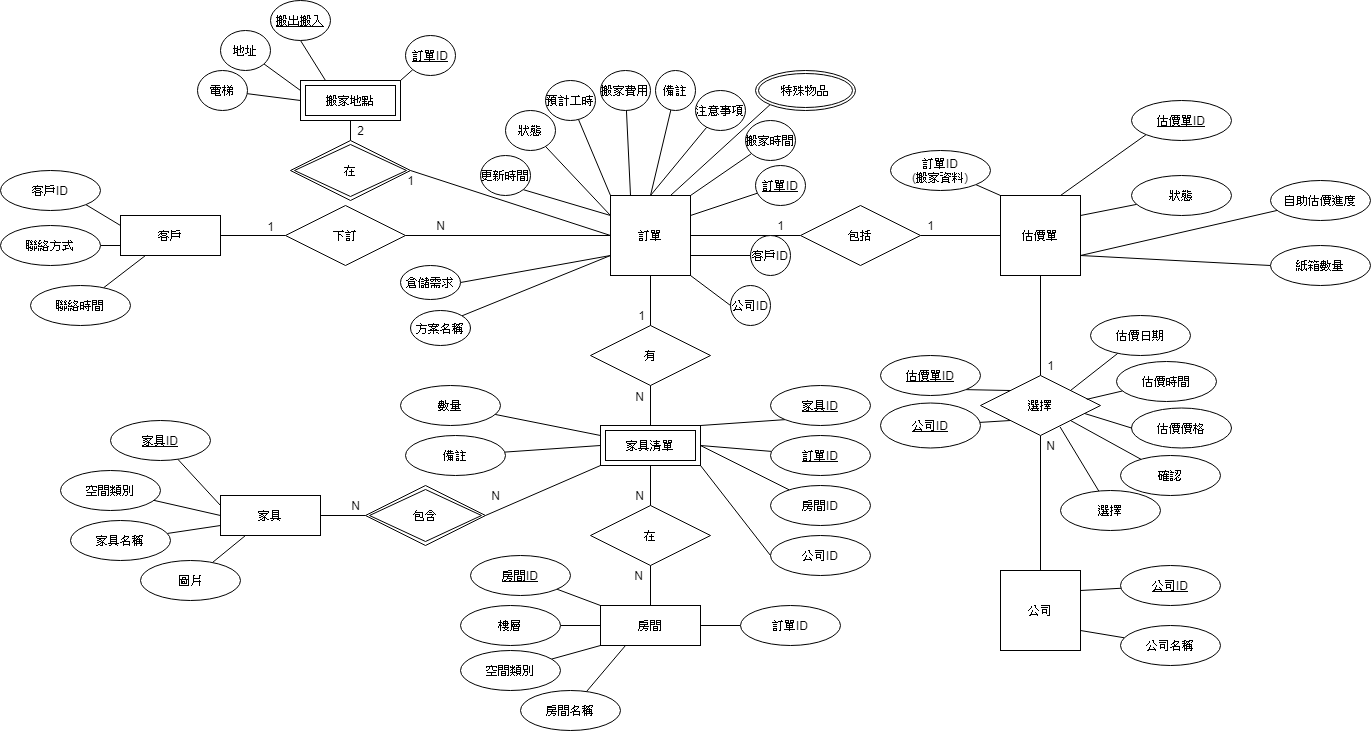 搬出搬入
地址
訂單ID
電梯
搬家地點
2
在
1
預計工時
搬家費用
備註
特殊物品
狀態
注意事項
搬家時間
更新時間
訂單ID
估價單ID
訂單ID
(搬家資料)
狀態
自助估價進度
紙箱數量
客戶ID
聯絡方式
聯絡時間
客戶
1
下訂
N
訂單
1
包括
1
估價單
客戶ID
公司ID
倉儲需求
方案名稱
1
有
N
數量
備註
家具清單
家具ID
訂單ID
房間ID
公司ID
家具ID
空間類別
家具名稱
圖片
家具
N
包含
N
N
在
N
房間ID
樓層
空間類別
房間名稱
房間
訂單ID
1
估價單ID
公司ID
選擇
估價日期
估價時間
估價價格
確認
選擇
N
公司
公司ID
公司名稱